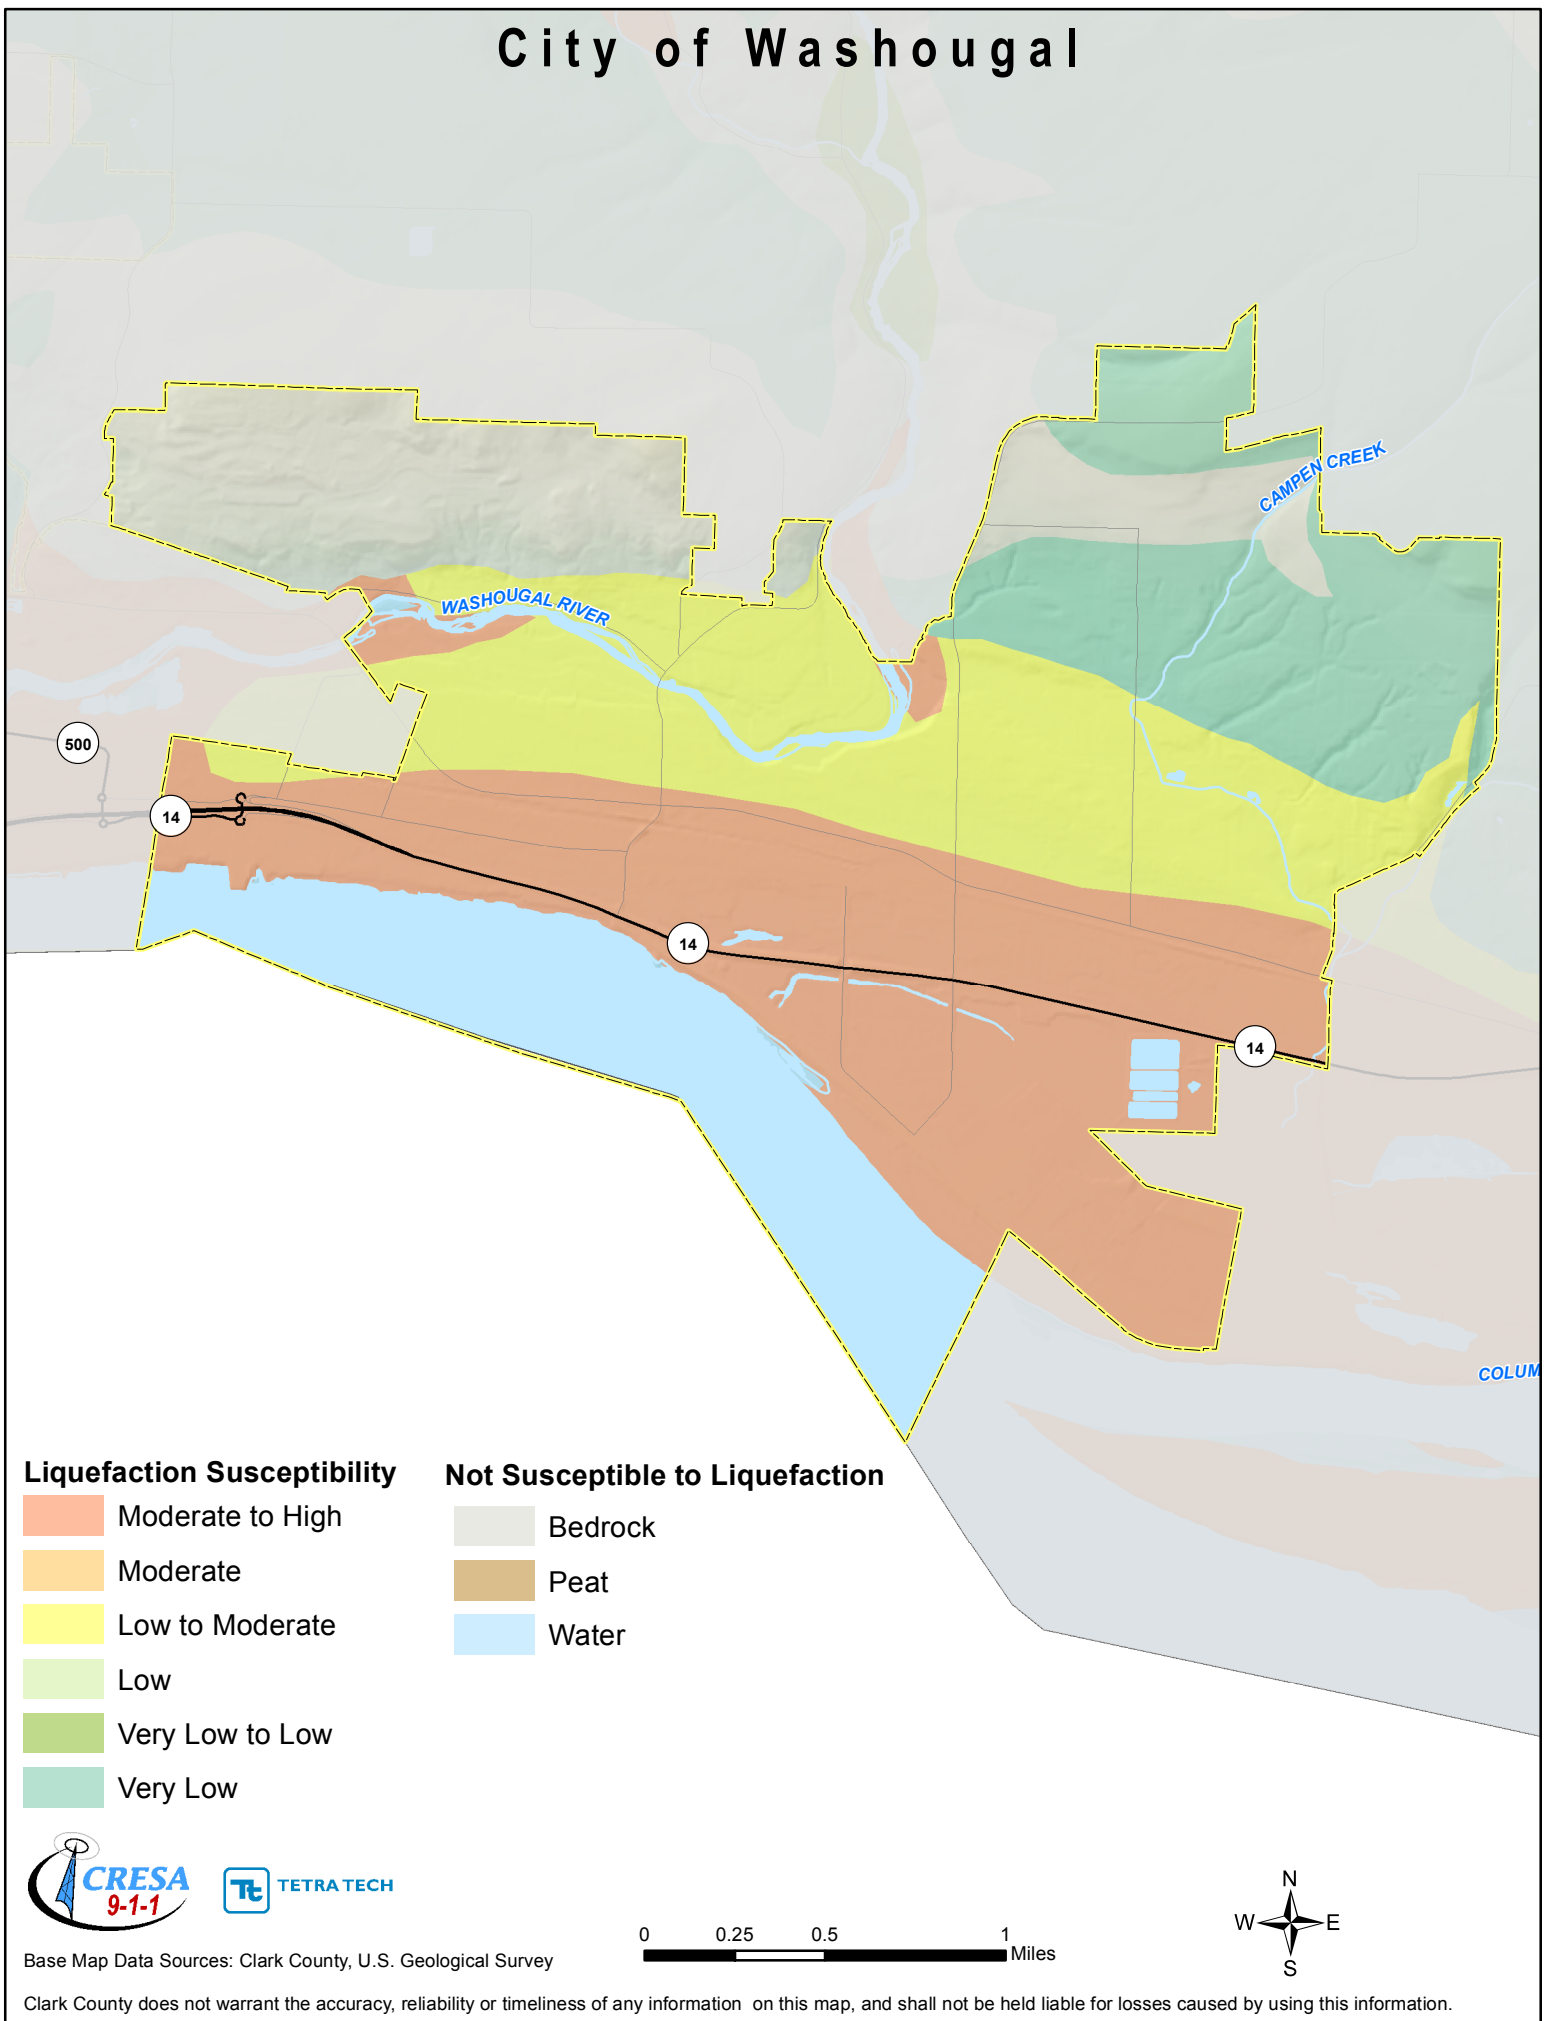 City of Washougal
CAMPEN CREEK
WASHOUGAL RIVER
500
14
14
14
COLUM
Liquefaction Susceptibility
Moderate to High
Moderate
Low to Moderate
Low
Very Low to Low
Very Low
Not Susceptible to Liquefaction
Bedrock
Peat
Water
CRESA
9-1-1
Tt
TETRA TECH
0 0.25 0.5 1
Miles
N
W E
S
Base Map Data Sources: Clark County, U.S. Geological Survey
Clark County does not warrant the accuracy, reliability or timeliness of any information on this map, and shall not be held liable for losses caused by using this information.